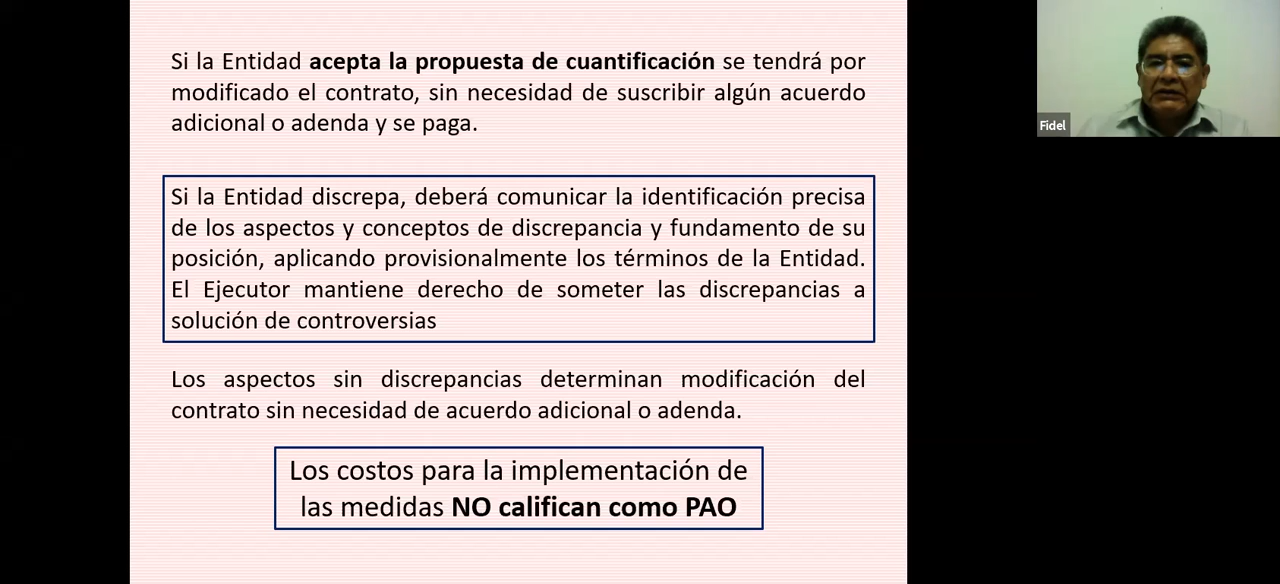 Si la Entidad acepta la propuesta de cuantificación se tendrá por
modificado el contrato, sin necesidad de suscribir algún acuerdo
adicional o adenda y se paga.
Si la Entidad discrepa, deberá comunicar la identificación precisa
de los aspectos y conceptos de discrepancia y fundamento de su
posición, aplicando provisionalmente los términos de la Entidad.
El Ejecutor mantiene derecho de someter las discrepancias a
solución de controversias
Los aspectos sin discrepancias determinan modificación del
contrato sin necesidad de acuerdo adicional o adenda.
Los costos para la implementación de
las medidas NO califican como PAO
Fidel